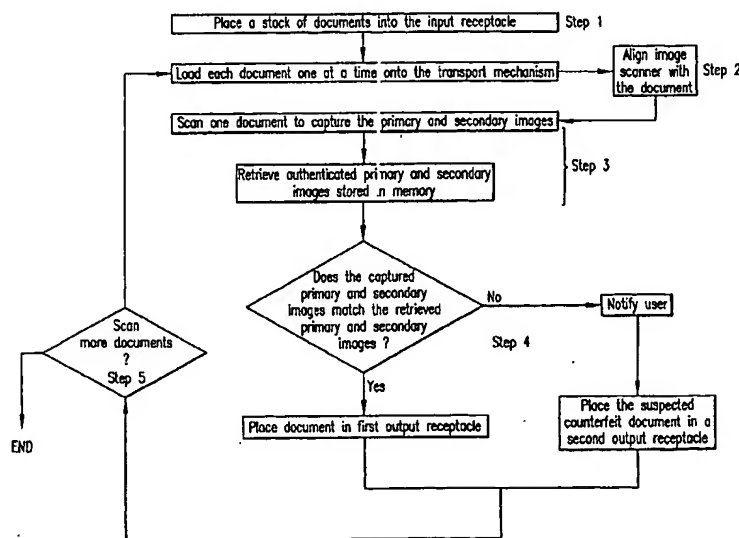 Place a stack of documents into the input receptacle
Step 1
Load each document one at a time onto the transport mechanism
Align image
scanner with
the document
Step 2
Scan one document to capture the primary and secondary images
Retrieve authenticated primary and secondary
images stored .n memory
Step 3
Does the captured
primary and secondary
images match the retrieved
primary and secondary
images ?
No
Notify user
Step 4
Yes
Place document in first output receptacle
Place the suspected
counterfeit document in a
second output receptacle
Scan
more documents
?
Step 5
END